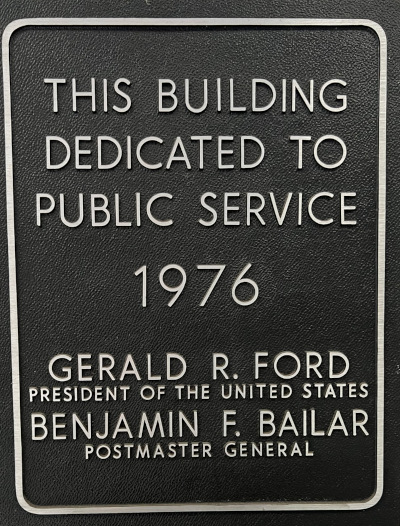 THIS BUILDING
DEDICATED TO
PUBLIC SERVICE
1976
GERALD R. FORD
PRESIDENT OF THE UNITED STATES
BENJAMIN F. BAILAR
POSTMASTER GENERAL